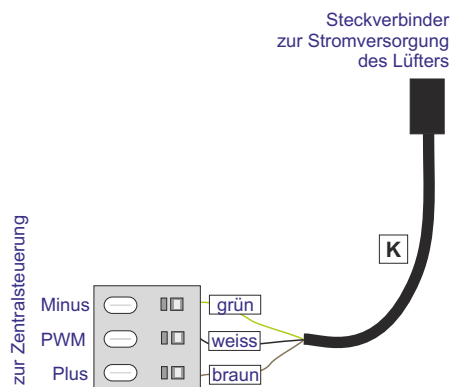 Steckverbinder
zur Stromversorgung
des Lüfters
K
zur Zentralsteuerung
Minus
grün
PWM
weiss
Plus
braun